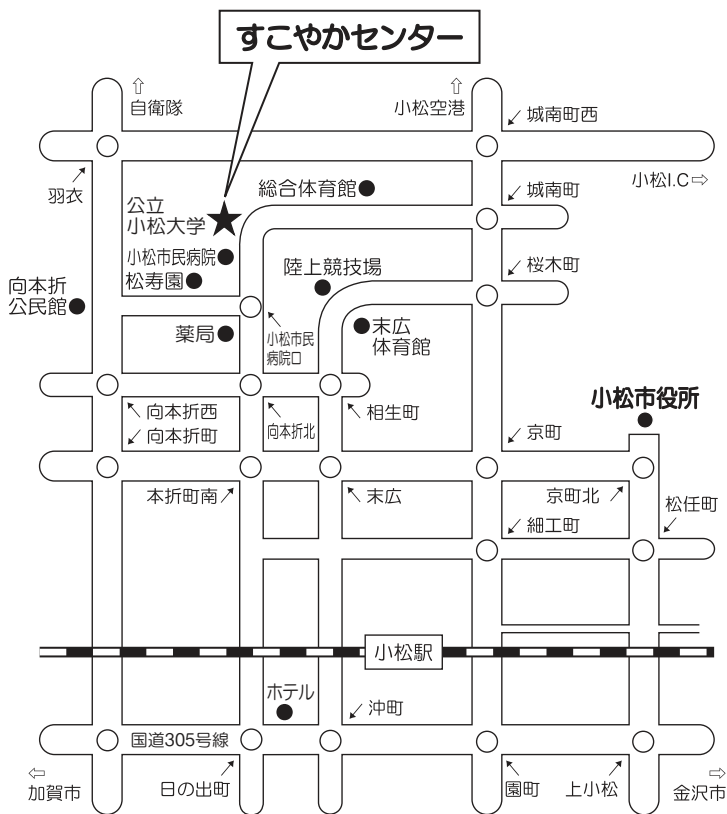 すこやかセンター
自衛隊
小松空港
城南町西
羽衣
小松I.C
総合体育館
城南町
公立
小松大学
小松市民病院
松寿園
陸上競技場
桜木町
向本折
公民館
薬局
小松市民
病院口
末広
体育館
小松市役所
向本折西
向本折町
向本折北
相生町
京町
本折町南
末広
京町北
松任町
細工町
小松駅
ホテル
沖町
国道305号線
加賀市
日の出町
園町
上小松
金沢市